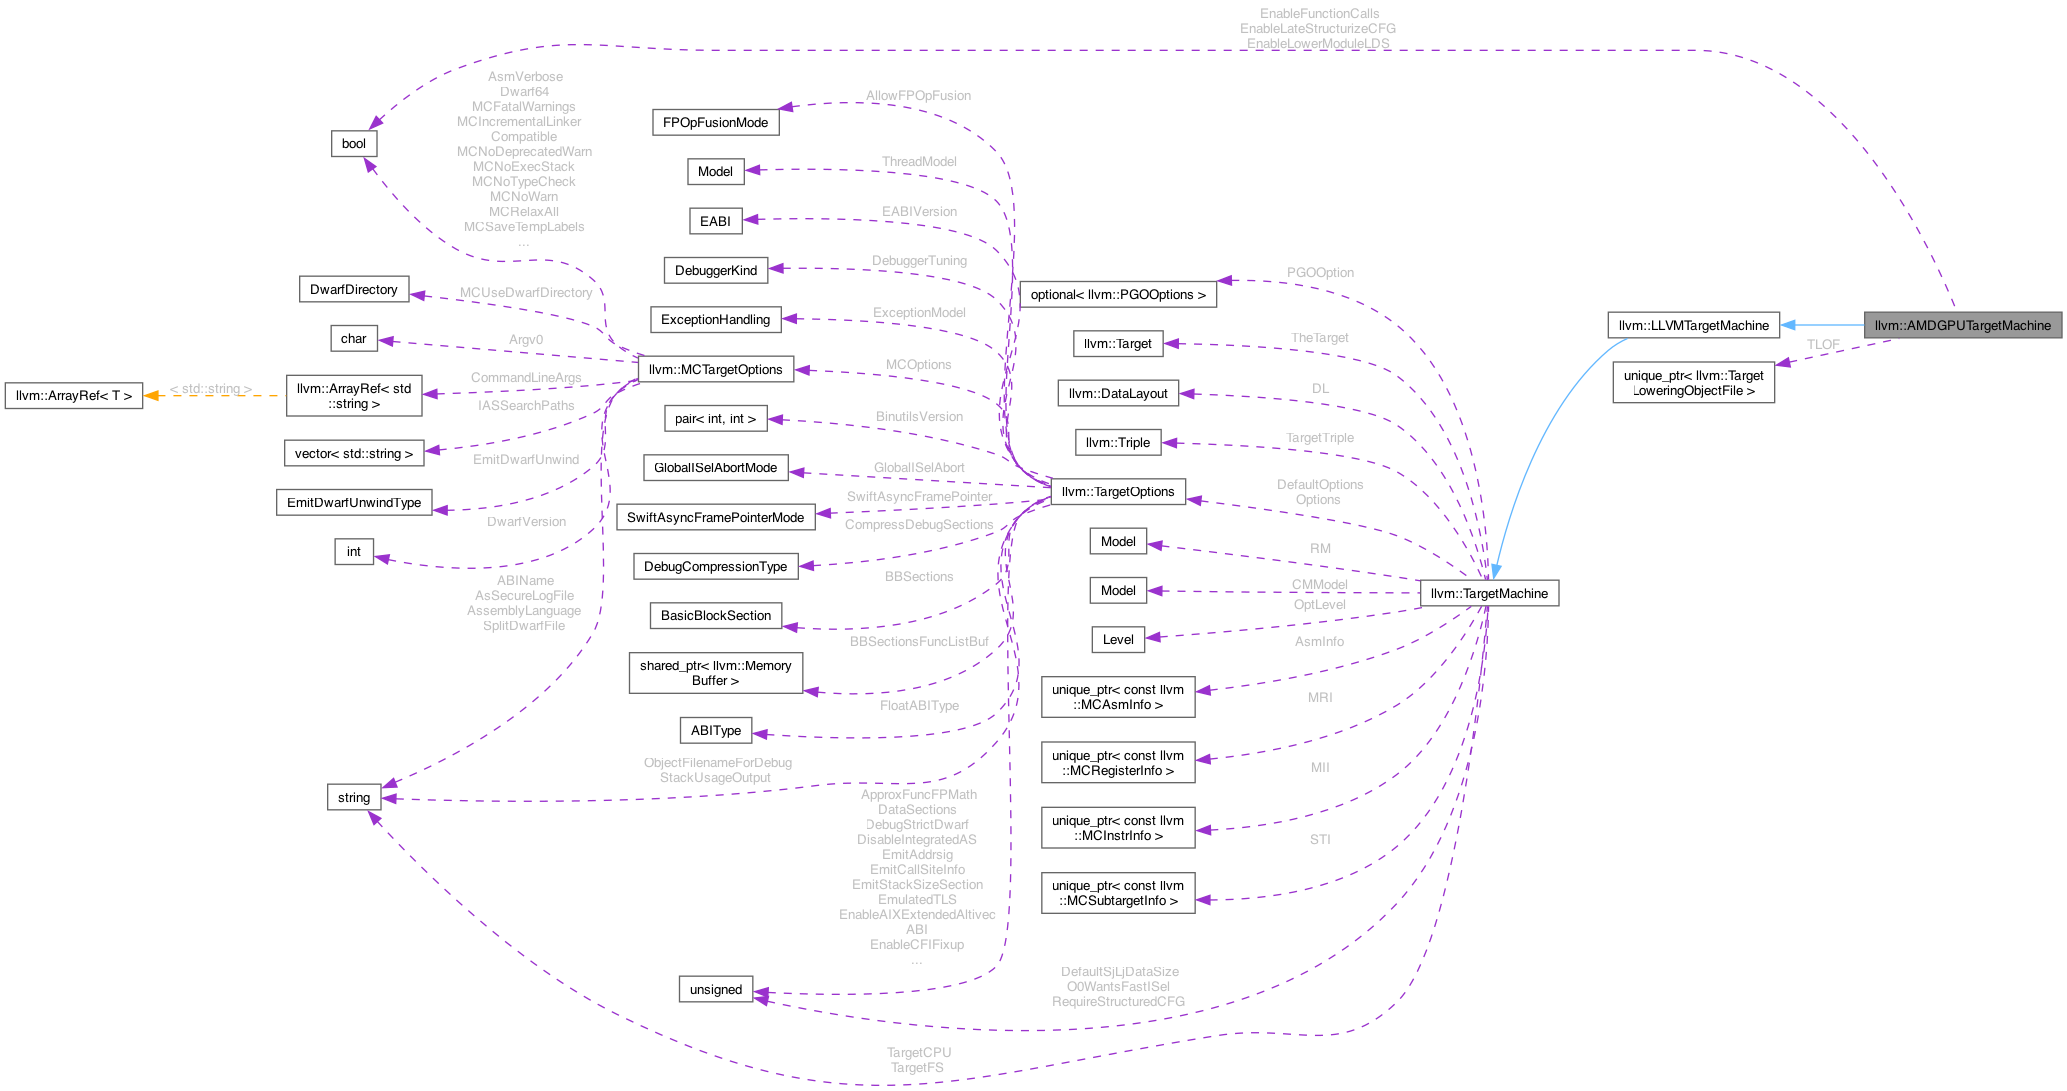 EnableFunctionCalls
EnableLateStructurizeCFG
EnableLowerModuleLDS
AsmVerbose
Dwarf64
MCFatalWarnings
MCIncrementalLinker
Compatible
MCNoDeprecatedWarn
MCNoExecStack
MCNoTypeCheck
MCNoWarn
MCRelaxAll
MCSaveTempLabels
...
bool
AllowFPOpFusion
FPOpFusionMode
ThreadModel
Model
EABIVersion
EABI
DebuggerTuning
DebuggerKind
PGOOption
optional< llvm::PGOOptions >
DwarfDirectory
MCUseDwarfDirectory
ExceptionModel
ExceptionHandling
llvm::LLVMTargetMachine
llvm::AMDGPUTargetMachine
char
Argv0
TheTarget
llvm::Target
TLOF
llvm::MCTargetOptions
MCOptions
unique_ptr< llvm::Target
LoweringObjectFile >
llvm::ArrayRef< T >
< std::string >
llvm::ArrayRef< std
::string >
CommandLineArgs
DL
llvm::DataLayout
IASSearchPaths
pair< int, int >
BinutilsVersion
TargetTriple
llvm::Triple
vector< std::string >
EmitDwarfUnwind
GlobalISelAbortMode
GlobalISelAbort
llvm::TargetOptions
DefaultOptions
Options
EmitDwarfUnwindType
SwiftAsyncFramePointer
SwiftAsyncFramePointerMode
DwarfVersion
CompressDebugSections
int
DebugCompressionType
Model
RM
BBSections
Model
CMModel
llvm::TargetMachine
ABIName
AsSecureLogFile
AssemblyLanguage
SplitDwarfFile
BasicBlockSection
OptLevel
Level
BBSectionsFuncListBuf
AsmInfo
shared_ptr< llvm::Memory
Buffer >
unique_ptr< const llvm
::MCAsmInfo >
FloatABIType
ABIType
MRI
unique_ptr< const llvm
::MCRegisterInfo >
ObjectFilenameForDebug
StackUsageOutput
string
MII
unique_ptr< const llvm
::MCInstrInfo >
ApproxFuncFPMath
DataSections
DebugStrictDwarf
DisableIntegratedAS
EmitAddrsig
EmitCallSiteInfo
EmitStackSizeSection
EmulatedTLS
EnableAIXExtendedAltivec
ABI
EnableCFIFixup
...
STI
unique_ptr< const llvm
::MCSubtargetInfo >
unsigned
DefaultSjLjDataSize
O0WantsFastISel
RequireStructuredCFG
TargetCPU
TargetFS